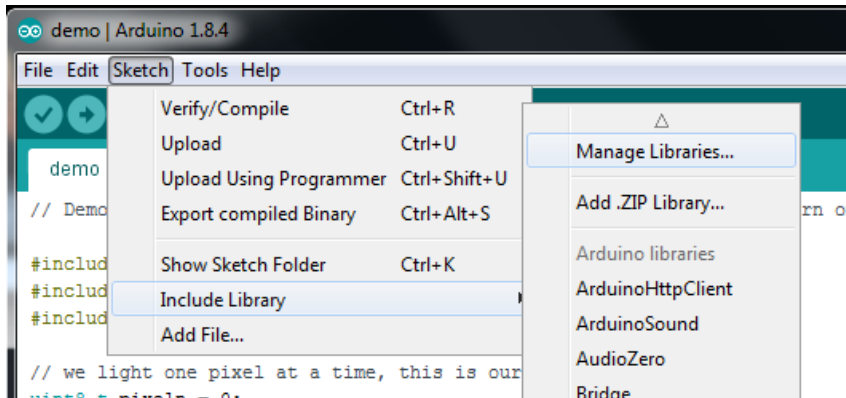 demo | Arduino 1.8.4
File Edit Sketch Tools Help
Verify/Compile Ctrl+R
Upload Ctrl+U
Upload Using Programmer Ctrl+Shift+U
Export compiled Binary Ctrl+Alt+S
Show Sketch Folder Ctrl+K
Include Library
Add File...
Manage Libraries...
Add .ZIP Library...
Arduino libraries
ArduinoHttpClient
ArduinoSound
AudioZero
Bridge
demo
// Demo
#includ
#includ
#includ
// we light one pixel at a time, this is our